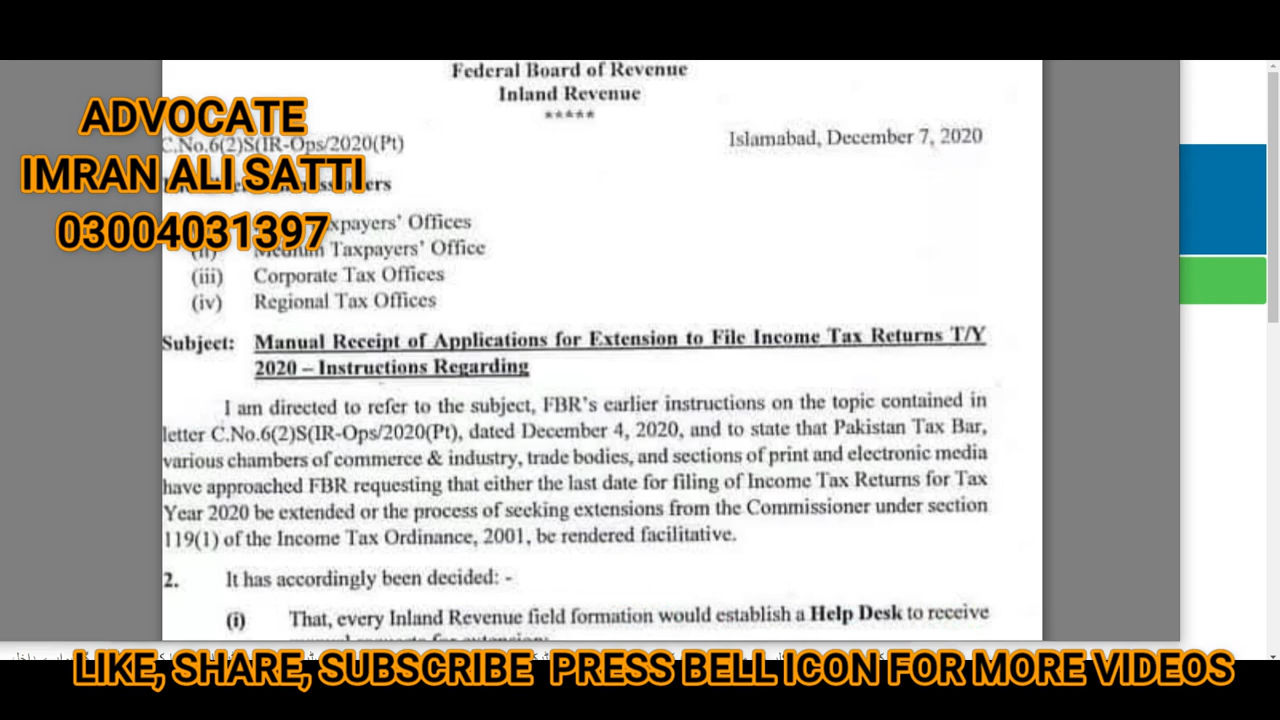 Federal Board of Revenue
Inland Revenue
*****
C.No.6(2)S(IR-Ops/2020(Pt)
Islamabad, December 7, 2020
ADVOCATE
IMRAN ALI SATTI
03004031397
Taxpayers' Offices
(ii) Medium Taxpayers' Office
(iii) Corporate Tax Offices
(iv) Regional Tax Offices
Subject: Manual Receipt of Applications for Extension to File Income Tax Returns T/Y
2020 – Instructions Regarding
I am directed to refer to the subject, FBR's earlier instructions on the topic contained in
letter C.No.6(2)S(IR-Ops/2020(Pt), dated December 4, 2020, and to state that Pakistan Tax Bar,
various chambers of commerce & industry, trade bodies, and sections of print and electronic media
have approached FBR requesting that either the last date for filing of Income Tax Returns for Tax
Year 2020 be extended or the process of seeking extensions from the Commissioner under section
119(1) of the Income Tax Ordinance, 2001, be rendered facilitative.
2. It has accordingly been decided: -
(i) That, every Inland Revenue field formation would establish a Help Desk to receive
LIKE, SHARE, SUBSCRIBE PRESS BELL ICON FOR MORE VIDEOS